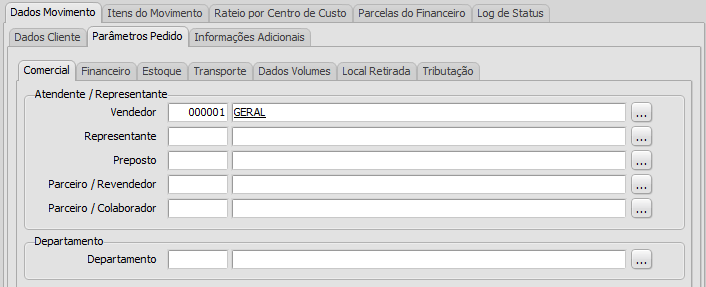 Dados Movimento Itens do Movimento Rateio por Centro de Custo Parcelas do Financeiro Log de Status
Dados Cliente Parâmetros Pedido Informações Adicionais
Comercial Financeiro Estoque Transporte Dados Volumes Local Retirada Tributação
Atendente / Representante
Vendedor 000001 GERAL ...
Representante ...
Preposto ...
Parceiro / Revendedor ...
Parceiro / Colaborador ...
Departamento
Departamento ...